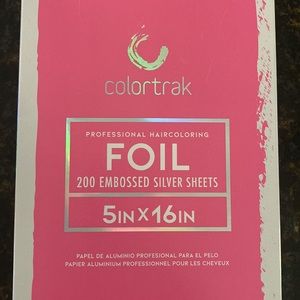 colortrak
PROFESSIONAL HAIRCOLORING
FOIL
200 EMBOSSED SILVER SHEETS
5IN X 16IN
PAPEL DE ALUMINIO PROFESIONAL PARA EL PELO
PAPIER ALUMINIUM PROFESSIONNEL POUR LES CHEVEUX